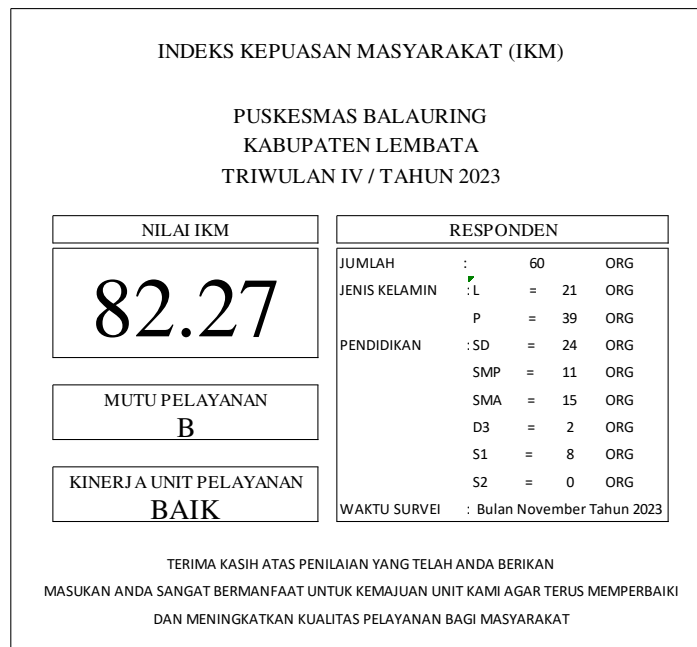 INDEKS KEPUASAN MASYARAKAT (IKM)
PUSKESMAS BALAURING
KABUPATEN LEMBATA
TRIWULAN IV / TAHUN 2023
NILAI IKM
82.27
MUTU PELAYANAN
B
KINERJA UNIT PELAYANAN
BAIK
RESPONDEN
JUMLAH : 60 ORG
JENIS KELAMIN : L = 21 ORG
P = 39 ORG
PENDIDIKAN : SD = 24 ORG
SMP = 11 ORG
SMA = 15 ORG
D3 = 2 ORG
S1 = 8 ORG
S2 = 0 ORG
WAKTU SURVEI : Bulan November Tahun 2023
TERIMA KASIH ATAS PENILAIAN YANG TELAH ANDA BERIKAN
MASUKAN ANDA SANGAT BERMANFAAT UNTUK KEMAJUAN UNIT KAMI AGAR TERUS MEMPERBAIKI
DAN MENINGKATKAN KUALITAS PELAYANAN BAGI MASYARAKAT